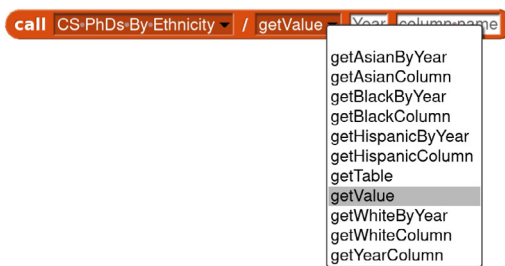 call CS PhDs By Ethnicity / getValue Year column name
getAsianByYear
getAsianColumn
getBlackByYear
getBlackColumn
getHispanicByYear
getHispanicColumn
getTable
getValue
getWhiteByYear
getWhiteColumn
getYearColumn